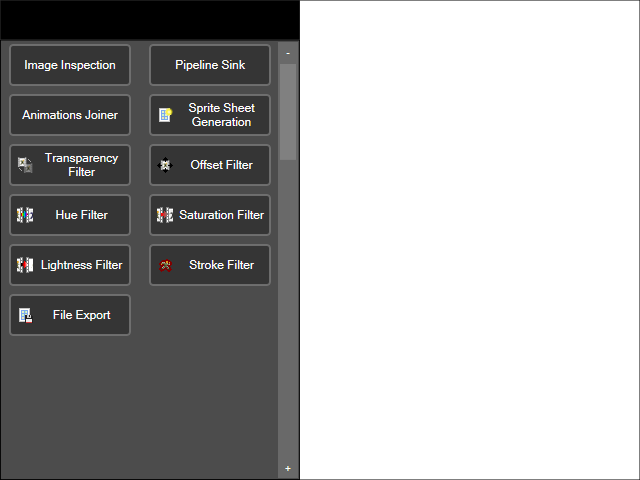 -
Image Inspection
Pipeline Sink
Animations Joiner
Sprite Sheet
Generation
Transparency
Filter
Offset Filter
Hue Filter
Saturation Filter
Lightness Filter
Stroke Filter
File Export
+